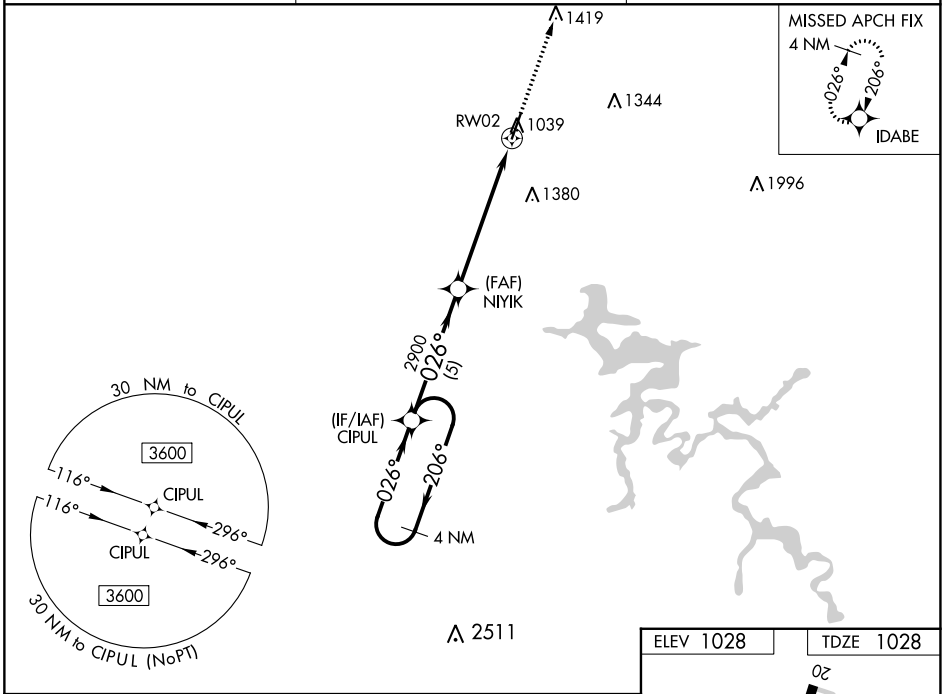 1419
MISSED APCH FIX
4 NM
026°
206°
IDABE
1344
RW02
1039
1380
1996
(FAF)
NIYIK
2900
026°
(5)
(IF/IAF)
CIPUL
026°
206°
4 NM
30 NM to CIPUL
3600
116°
CIPUL
296°
116°
CIPUL
296°
3600
30 NM to CIPUL (NoPT)
2511
ELEV 1028
TDZE 1028
20